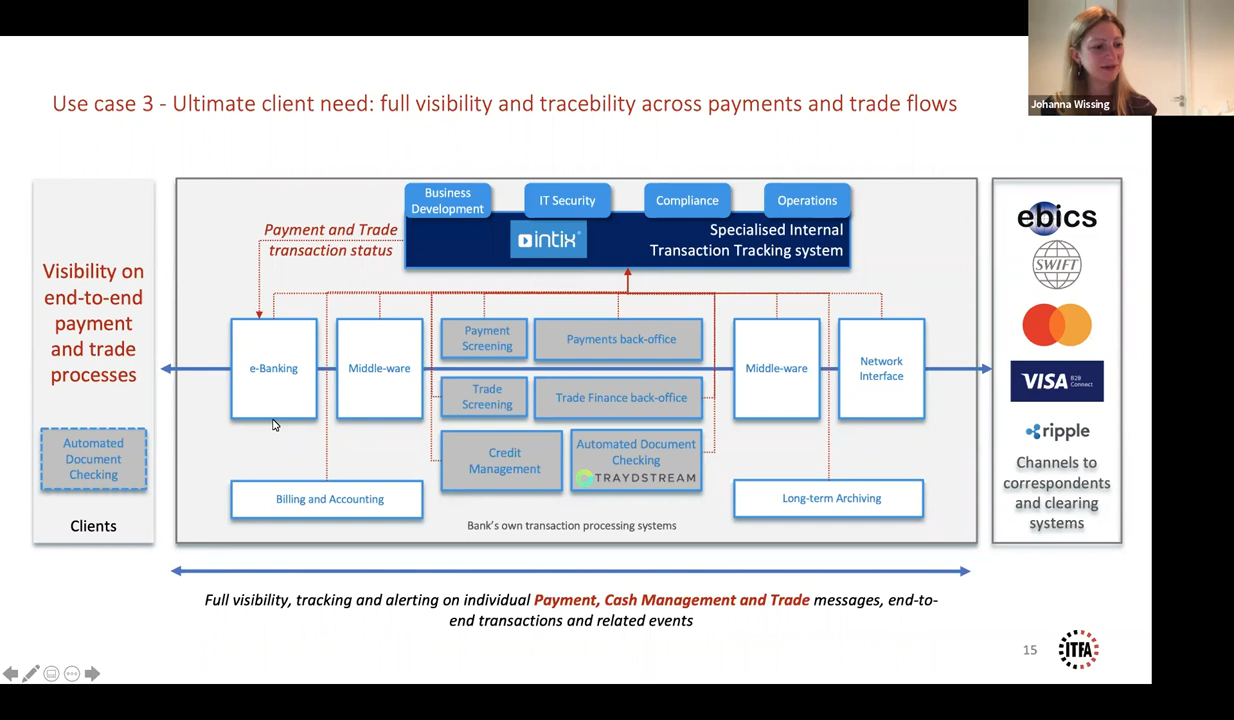 Johanna Wissing
Use case 3 - Ultimate client need: full visibility and tracebility across payments and trade flows
Visibility on
end-to-end
payment
and trade
processes
Automated
Document
Checking
Clients
Business
Development
IT Security
Compliance
Operations
intix
Specialised Internal
Transaction Tracking system
Payment and Trade
transaction status
e-Banking
Middle-ware
Payment
Screening
Payments back-office
Trade
Screening
Trade Finance back-office
Credit
Management
Automated Document
Checking
TRAYDSTREAM
Middle-ware
Network
Interface
Billing and Accounting
Long-term Archiving
Bank's own transaction processing systems
ebics
SWIFT
VISA B2B
Connect
ripple
Channels to
correspondents
and clearing
systems
Full visibility, tracking and alerting on individual Payment, Cash Management and Trade messages, end-to-
end transactions and related events
15
ITFA